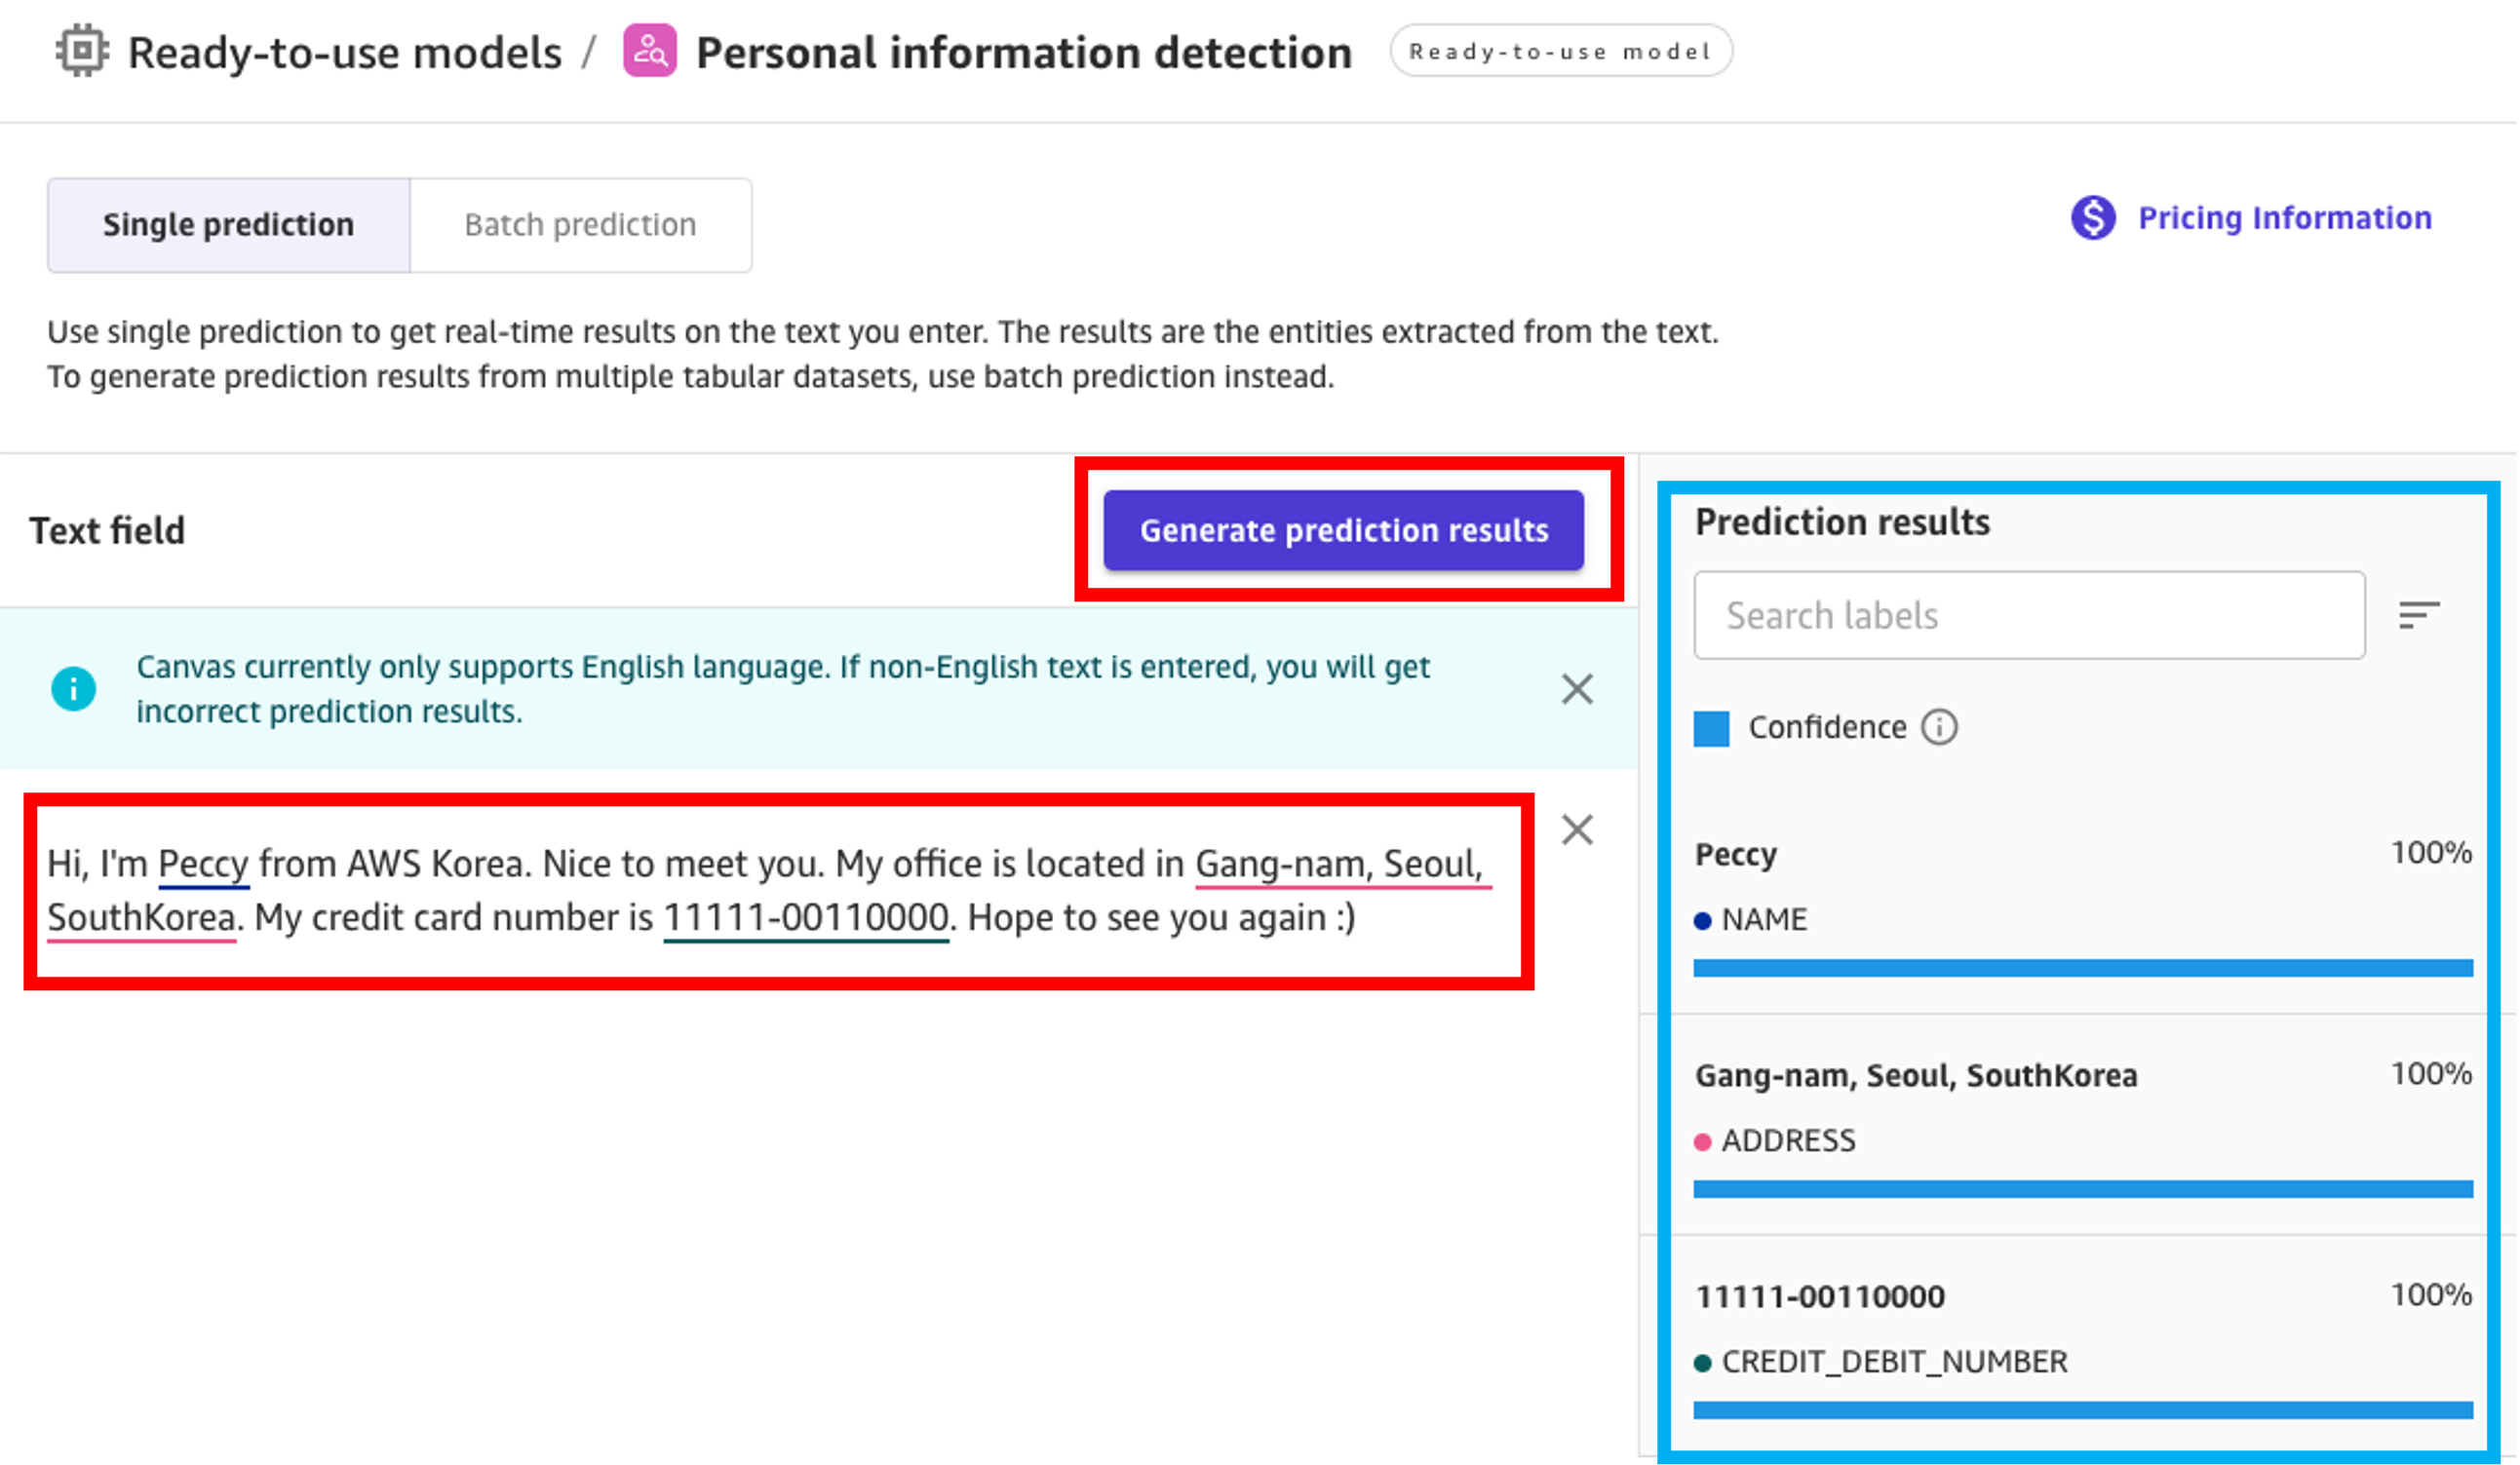 Ready-to-use models / Personal information detection Ready-to-use model
Single prediction Batch prediction
Pricing Information
Use single prediction to get real-time results on the text you enter. The results are the entities extracted from the text.
To generate prediction results from multiple tabular datasets, use batch prediction instead.
Text field
Generate prediction results
Canvas currently only supports English language. If non-English text is entered, you will get
incorrect prediction results.
Hi, I'm Peccy from AWS Korea. Nice to meet you. My office is located in Gang-nam, Seoul,
SouthKorea. My credit card number is 11111-00110000. Hope to see you again :)
Prediction results
Search labels
Confidence
Peccy 100%
NAME
Gang-nam, Seoul, SouthKorea 100%
ADDRESS
11111-00110000 100%
CREDIT_DEBIT_NUMBER